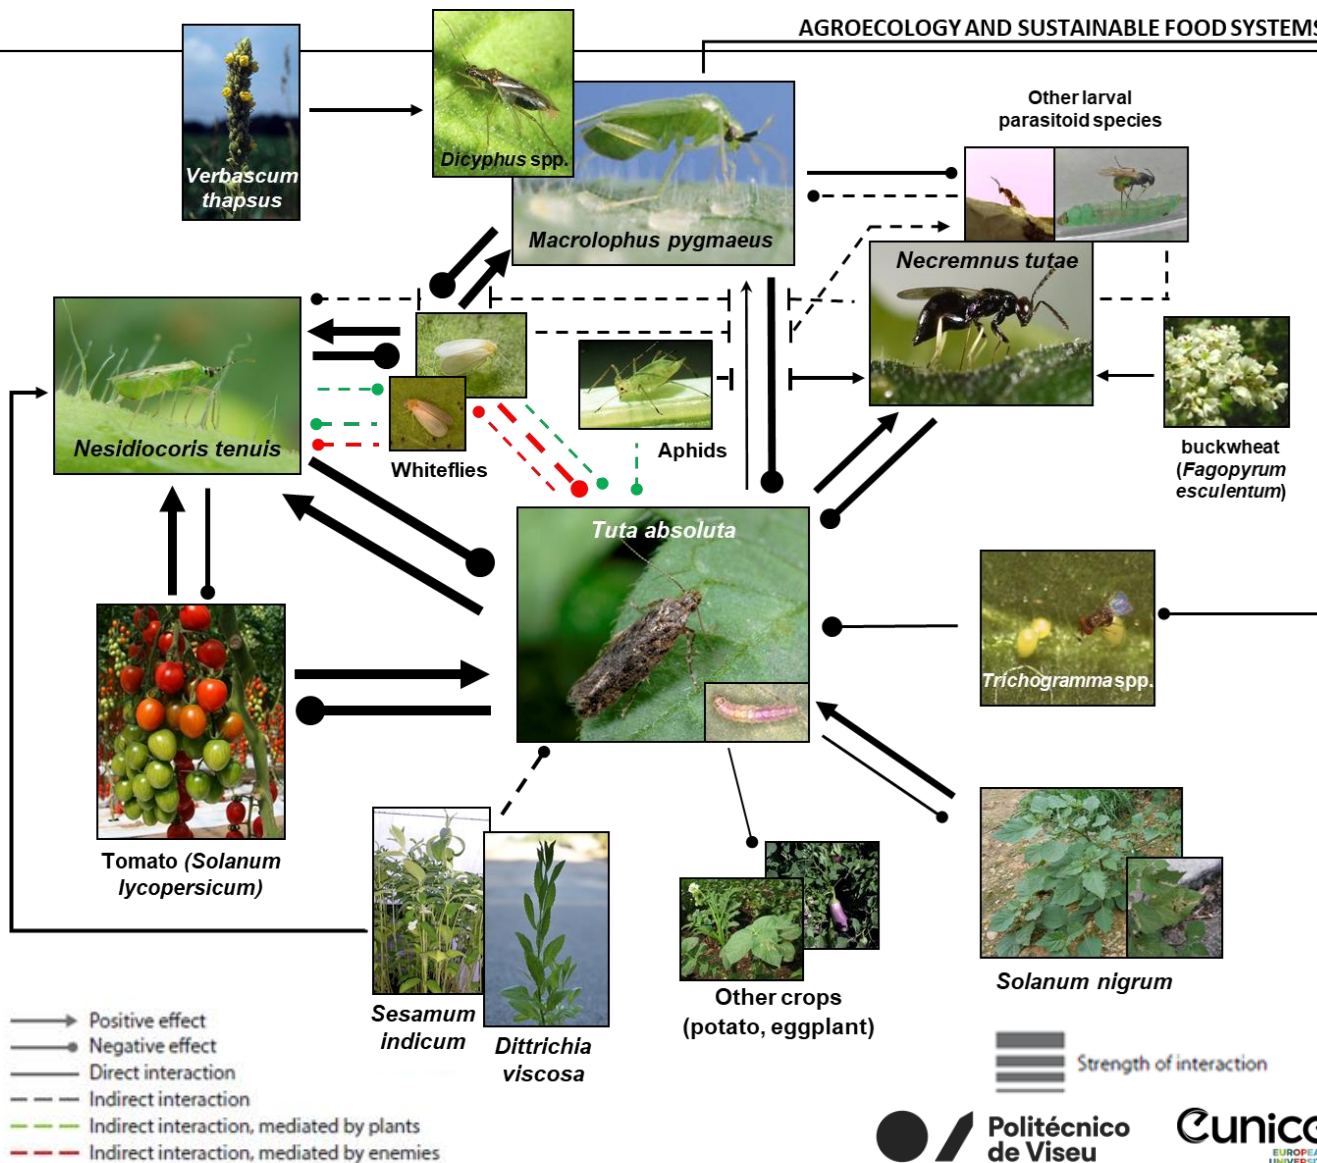 AGROECOLOGY AND SUSTAINABLE FOOD SYSTEMS
Verbascum
thapsus
Dicyphus spp.
Macrolophus pygmaeus
Other larval
parasitoid species
Necremnus tutae
Nesidiocoris tenuis
Whiteflies
Aphids
buckwheat
(Fagopyrum
esculentum)
Tuta absoluta
Trichogramma spp.
Tomato (Solanum
lycopersicum)
Sesamum
indicum
Dittrichia
viscosa
Other crops
(potato, eggplant)
Solanum nigrum
Positive effect
Negative effect
Direct interaction
Indirect interaction
Indirect interaction, mediated by plants
Indirect interaction, mediated by enemies
Strength of interaction
Politécnico
de Viseu
eunice